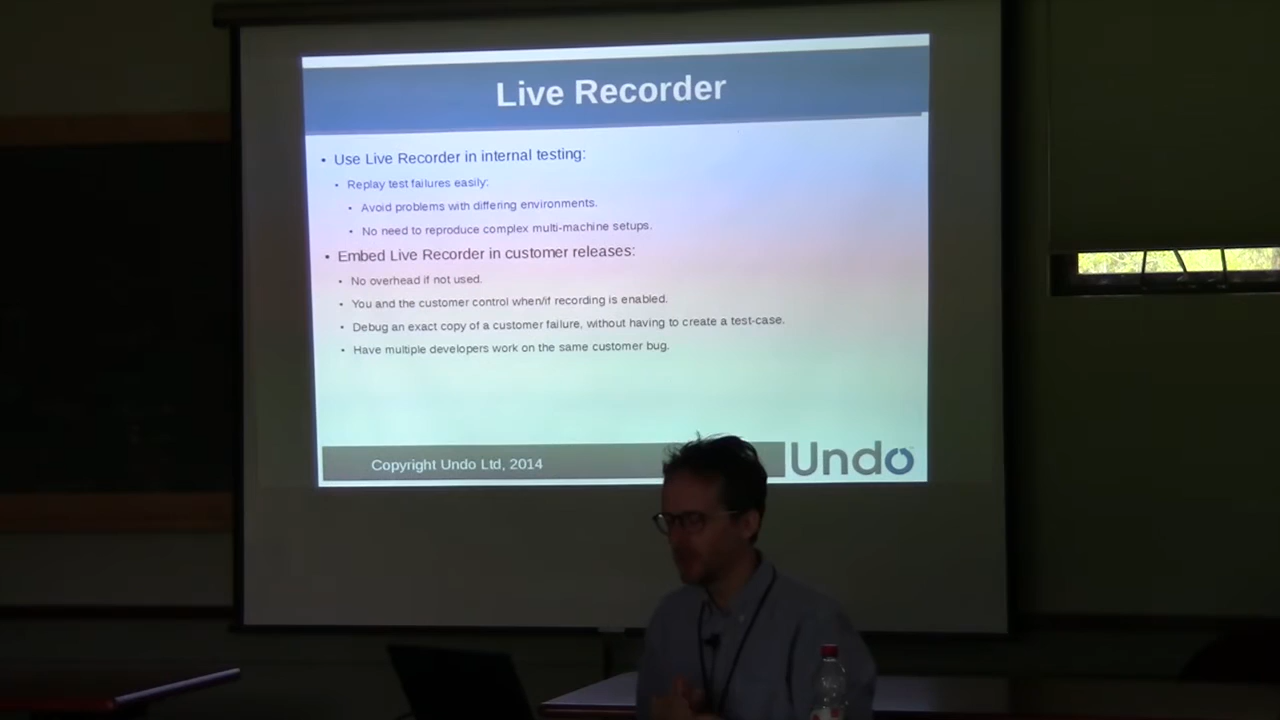 Live Recorder
• Use Live Recorder in internal testing:
• Replay test failures easily:
• Avoid problems with differing environments.
• No need to reproduce complex multi-machine setups.
• Embed Live Recorder in customer releases:
• No overhead if not used.
• You and the customer control when/if recording is enabled.
• Debug an exact copy of a customer failure, without having to create a test-case.
• Have multiple developers work on the same customer bug.
Copyright Undo Ltd, 2014
Undo